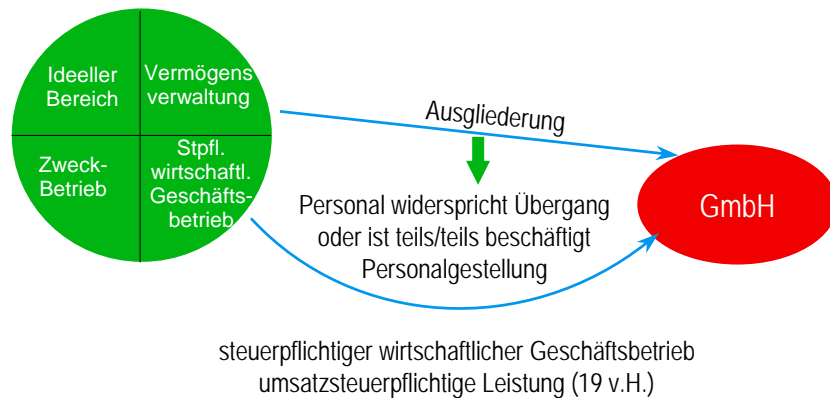 Ideeller
Bereich
Vermögens
verwaltung
Zweck-
Betrieb
Stpfl.
wirtschaftl.
Geschäfts-
betrieb
Ausgliederung
Personal widerspricht Übergang
oder ist teils/teils beschäftigt
Personalgestellung
GmbH
steuerpflichtiger wirtschaftlicher Geschäftsbetrieb
umsatzsteuerpflichtige Leistung (19 v.H.)